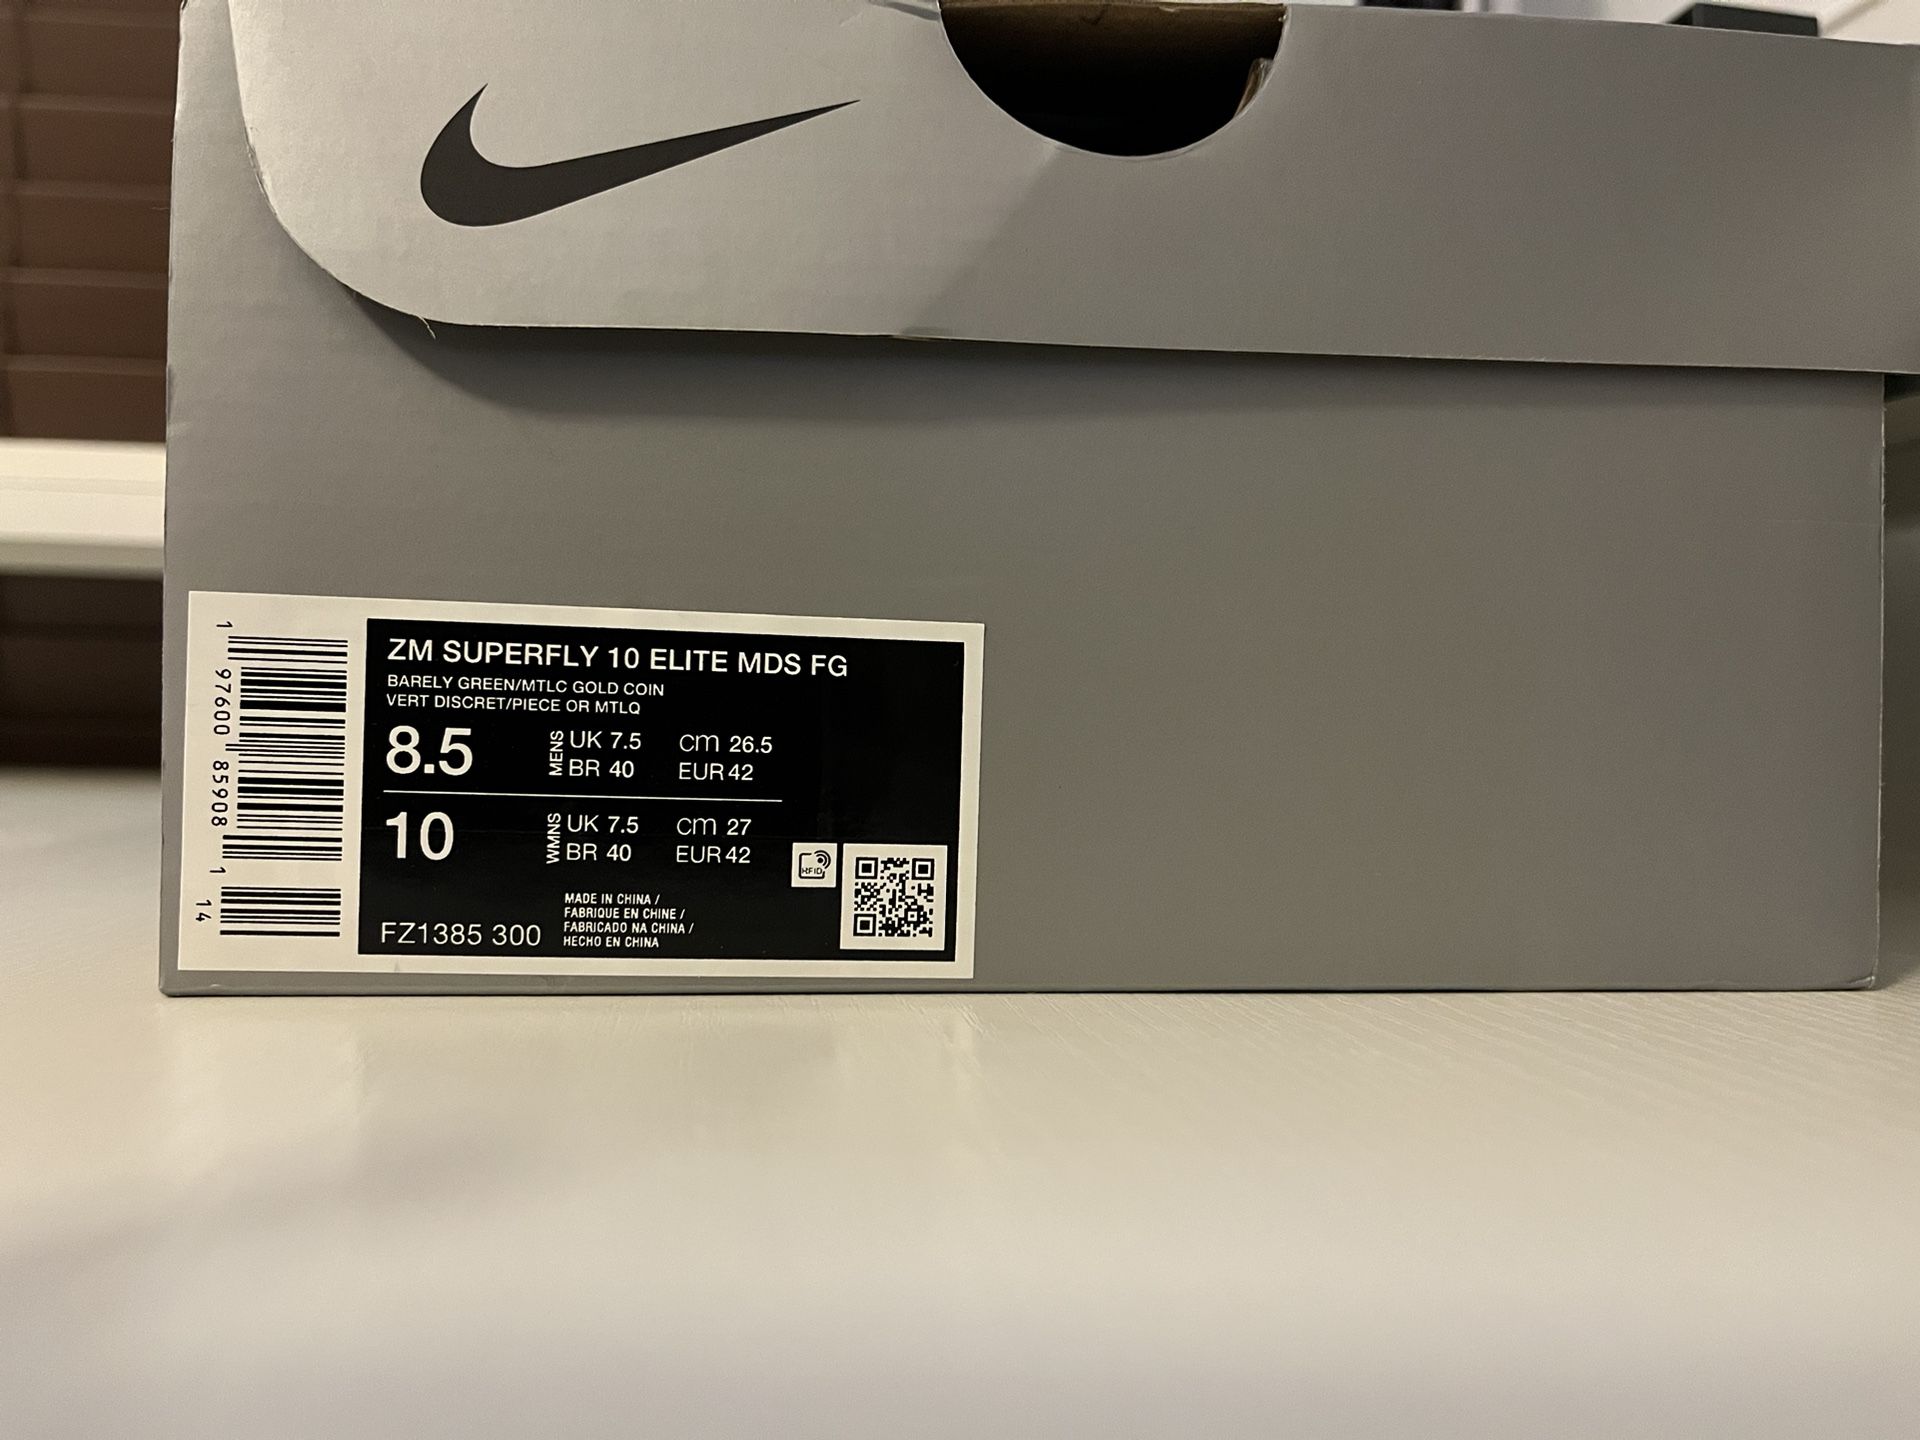 ZM SUPERFLY 10 ELITE MDS FG
BARELY GREEN/MTLC GOLD COIN
VERT DISCRET/PIECE OR MTLQ
8.5 MENS UK 7.5 cm 26.5
BR 40 EUR 42
10 WMNS UK 7.5 cm 27
BR 40 EUR 42
MADE IN CHINA /
FABRIQUE EN CHINE /
FABRICADO NA CHINA /
HECHO EN CHINA
FZ1385 300
RFID
1 97600 85908 1 14